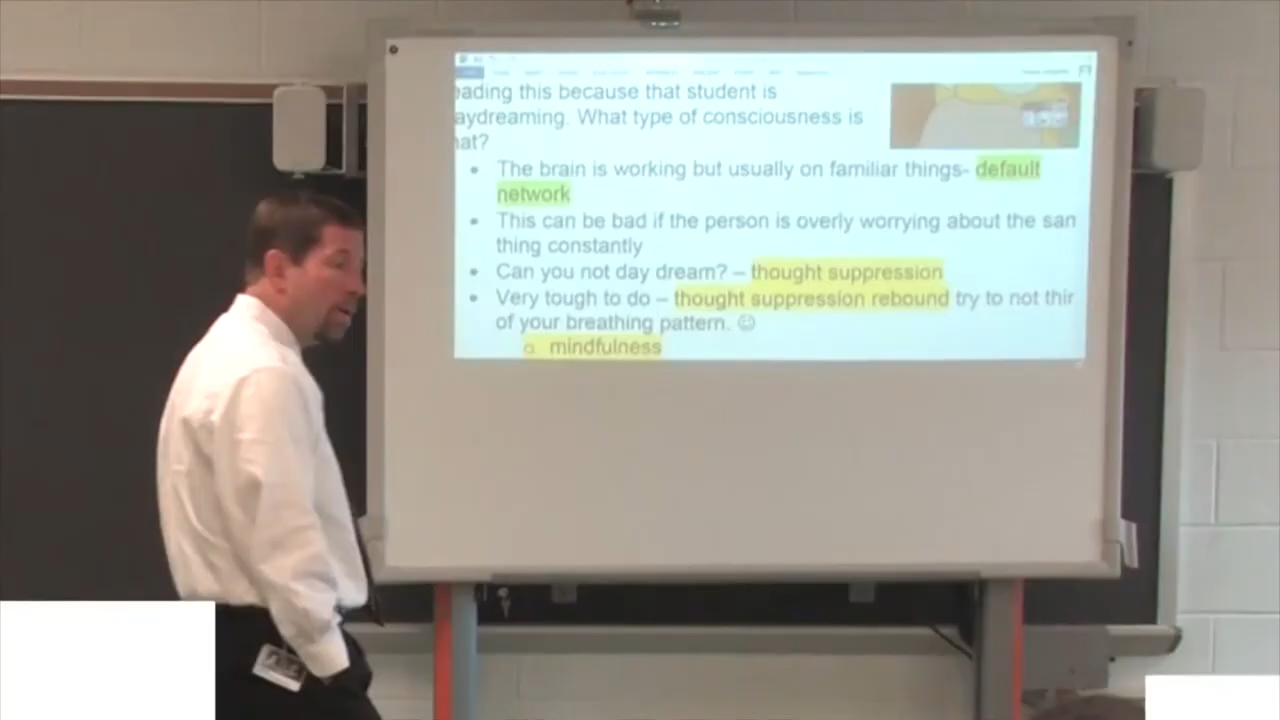 eading this because that student is
aydreaming. What type of consciousness is
hat?
• The brain is working but usually on familiar things- default
network
• This can be bad if the person is overly worrying about the san
thing constantly
• Can you not day dream? – thought suppression
• Very tough to do – thought suppression rebound try to not thir
of your breathing pattern. ☺
o mindfulness